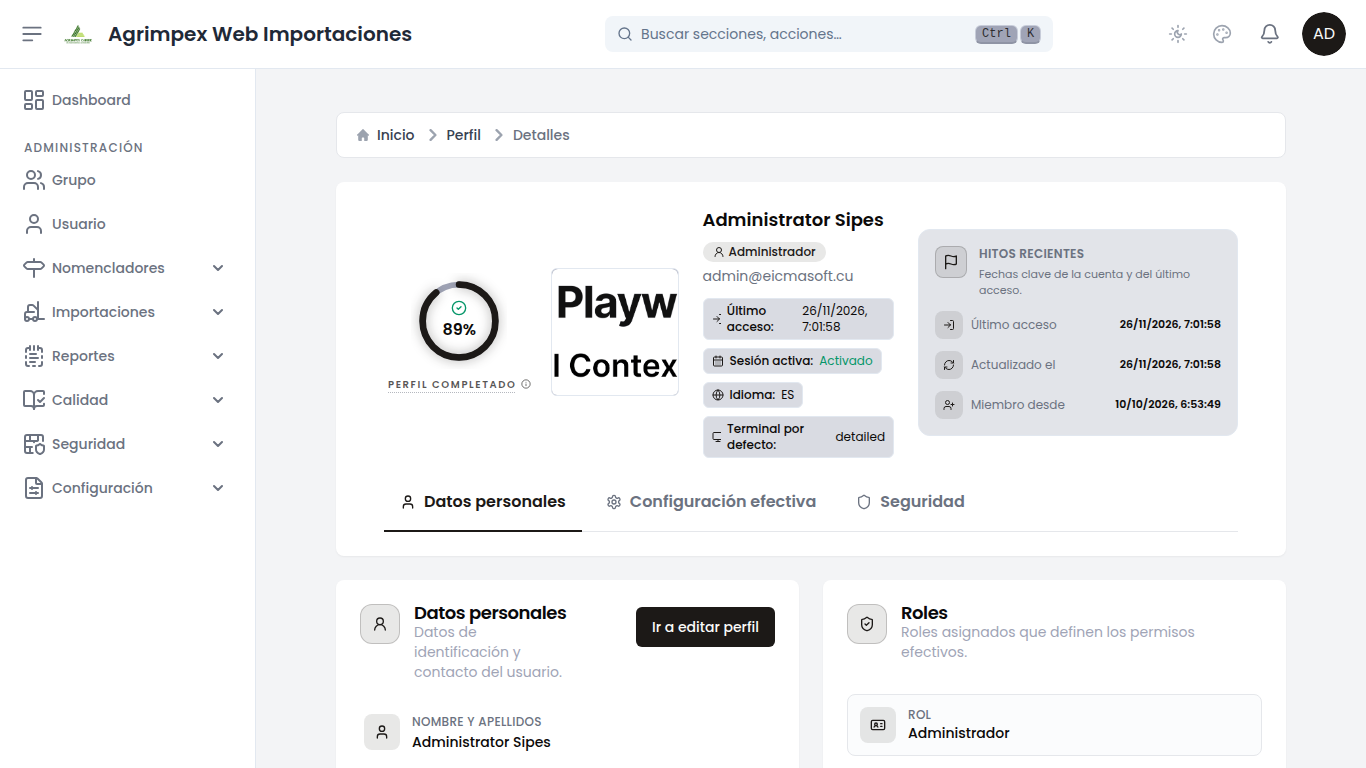 Agrimpex Web Importaciones
Buscar secciones, acciones...
Ctrl K
AD
Dashboard
ADMINISTRACIÓN
Grupo
Usuario
Nomencladores
Importaciones
Reportes
Calidad
Seguridad
Configuración
Inicio
Perfil
Detalles
89%
PERFIL COMPLETADO
Playw
l Contex
Administrator Sipes
Administrador
admin@eicmasoft.cu
Último acceso: 26/11/2026, 7:01:58
Sesión activa: Activado
Idioma: ES
Terminal por defecto: detailed
HITOS RECIENTES
Fechas clave de la cuenta y del último
acceso.
Último acceso 26/11/2026, 7:01:58
Actualizado el 26/11/2026, 7:01:58
Miembro desde 10/10/2026, 6:53:49
Datos personales
Configuración efectiva
Seguridad
Datos personales
Datos de
identificación y
contacto del usuario.
Ir a editar perfil
NOMBRE Y APELLIDOS
Administrator Sipes
Roles
Roles asignados que definen los permisos
efectivos.
ROL
Administrador